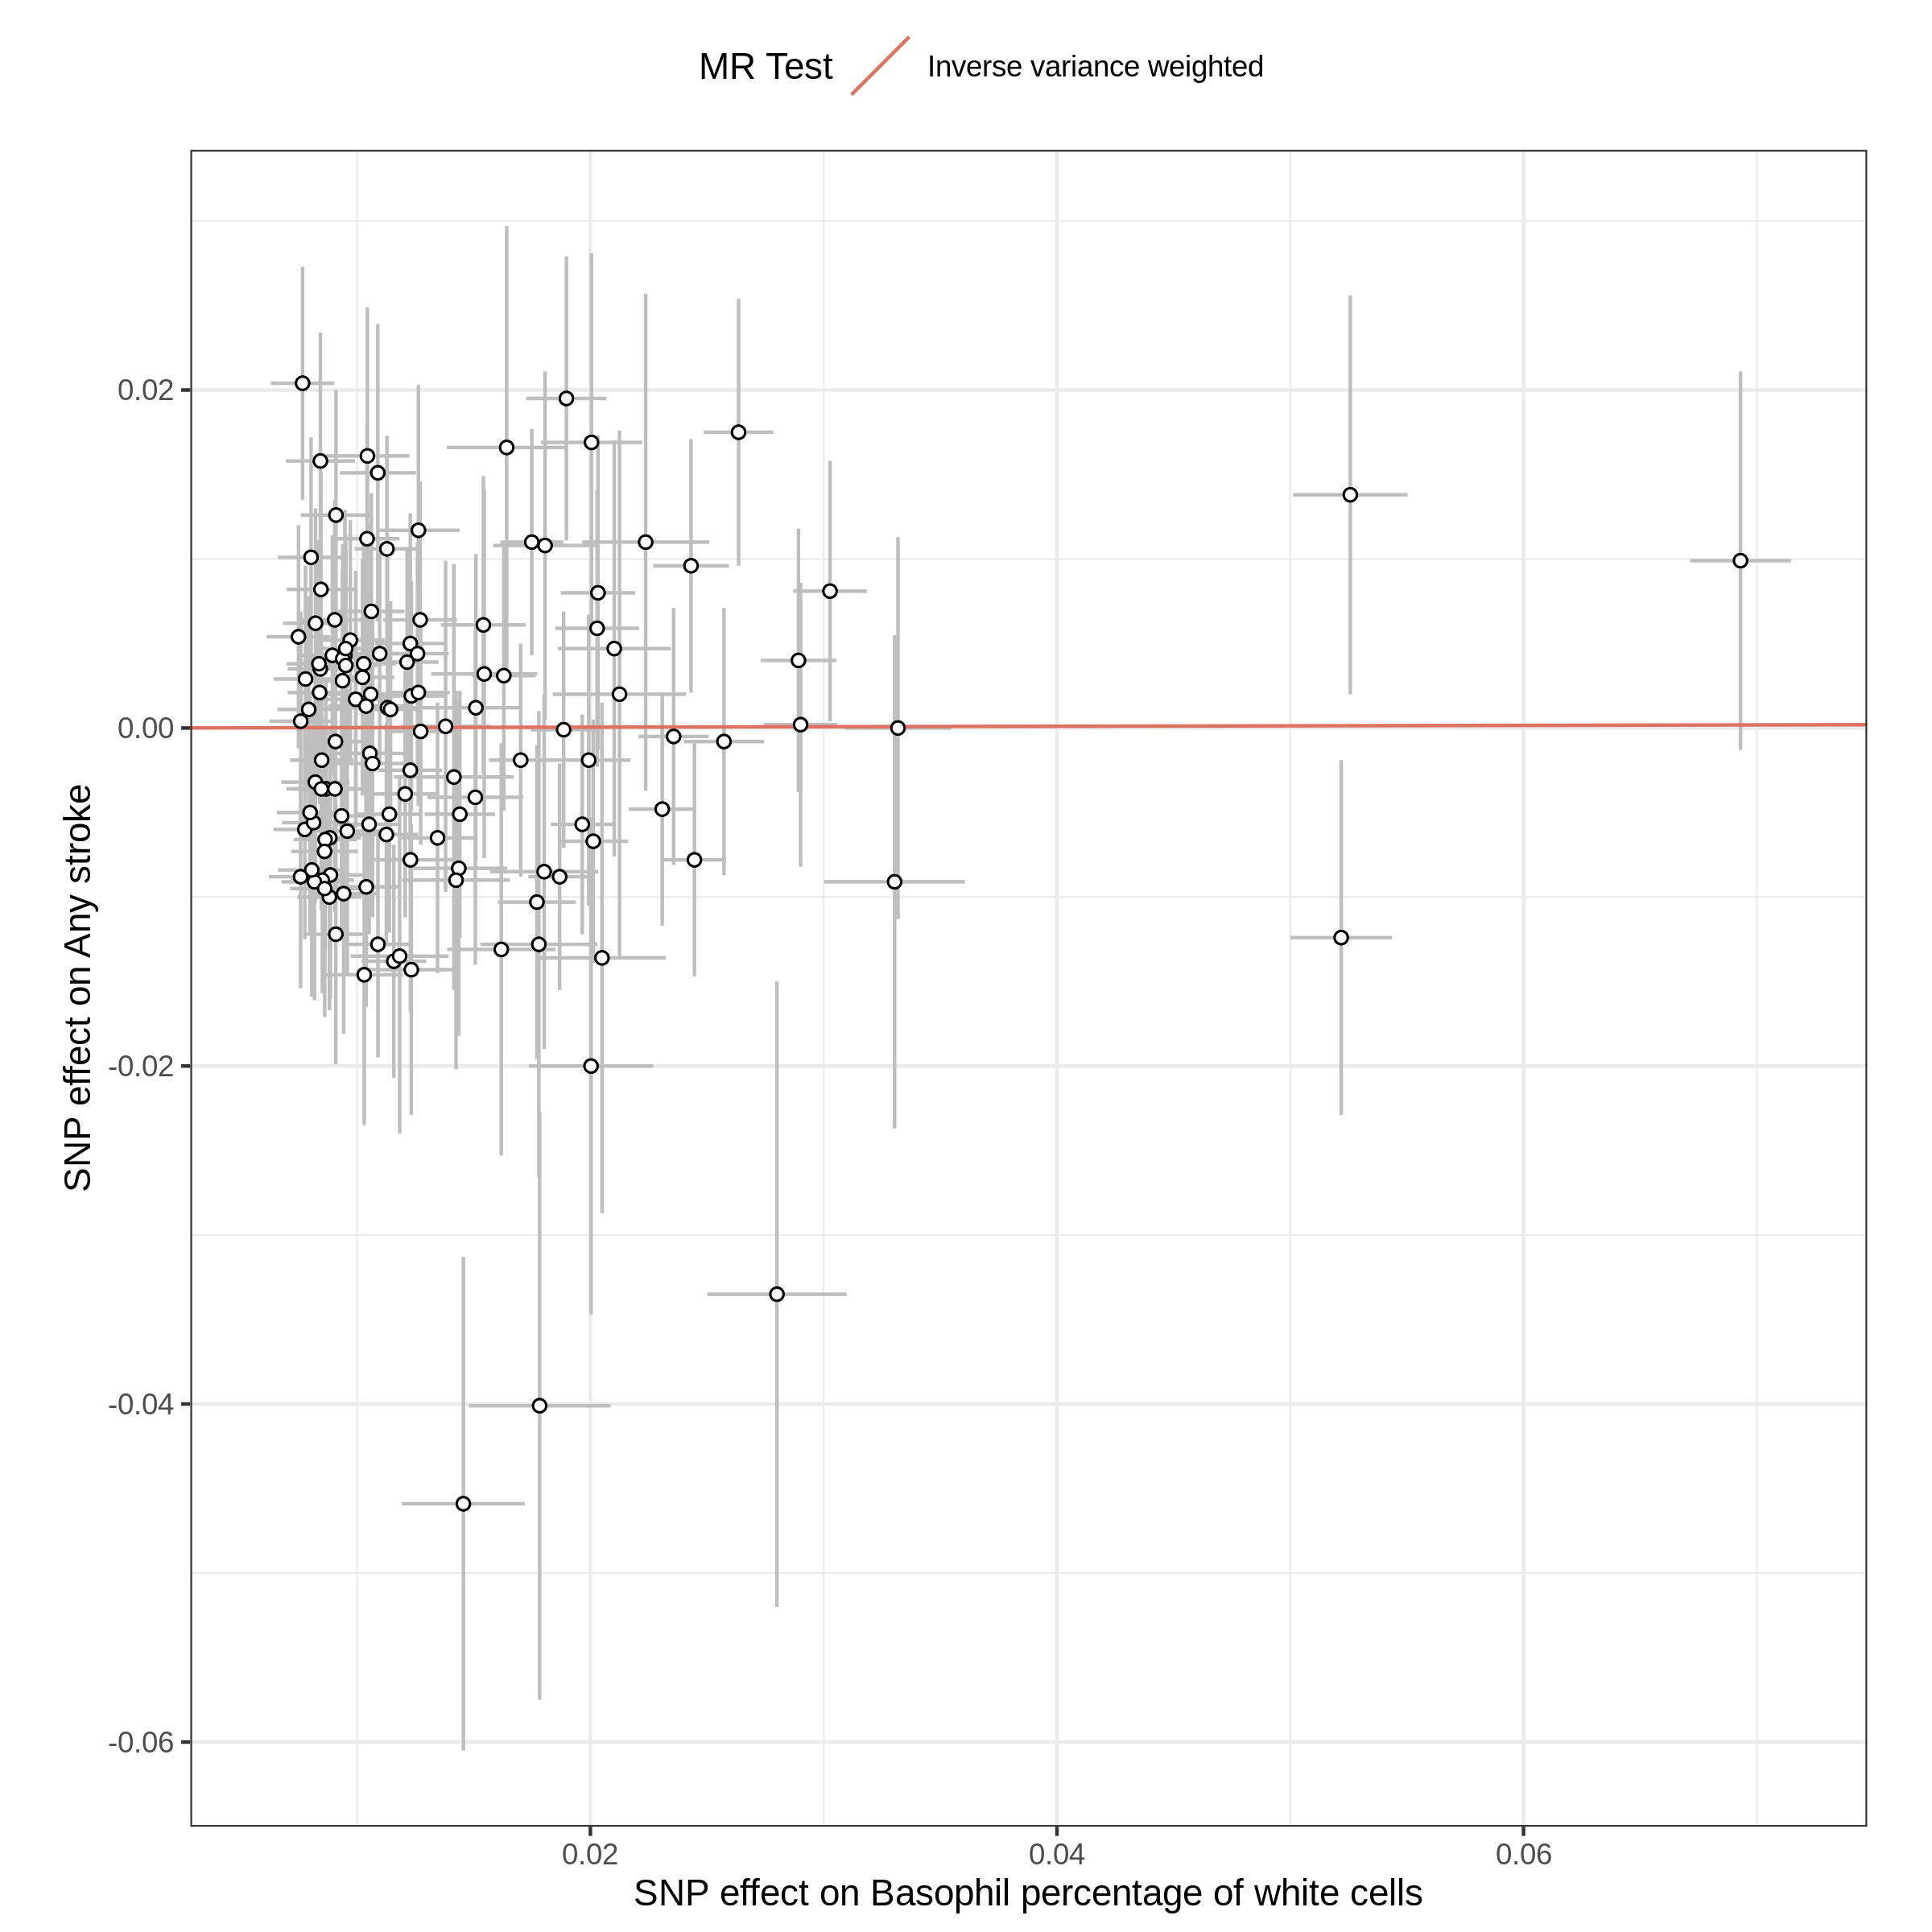 MR Test
Inverse variance weighted
SNP effect on Any stroke
0.02
0.00
-0.02
-0.04
-0.06
0.02
0.04
0.06
SNP effect on Basophil percentage of white cells